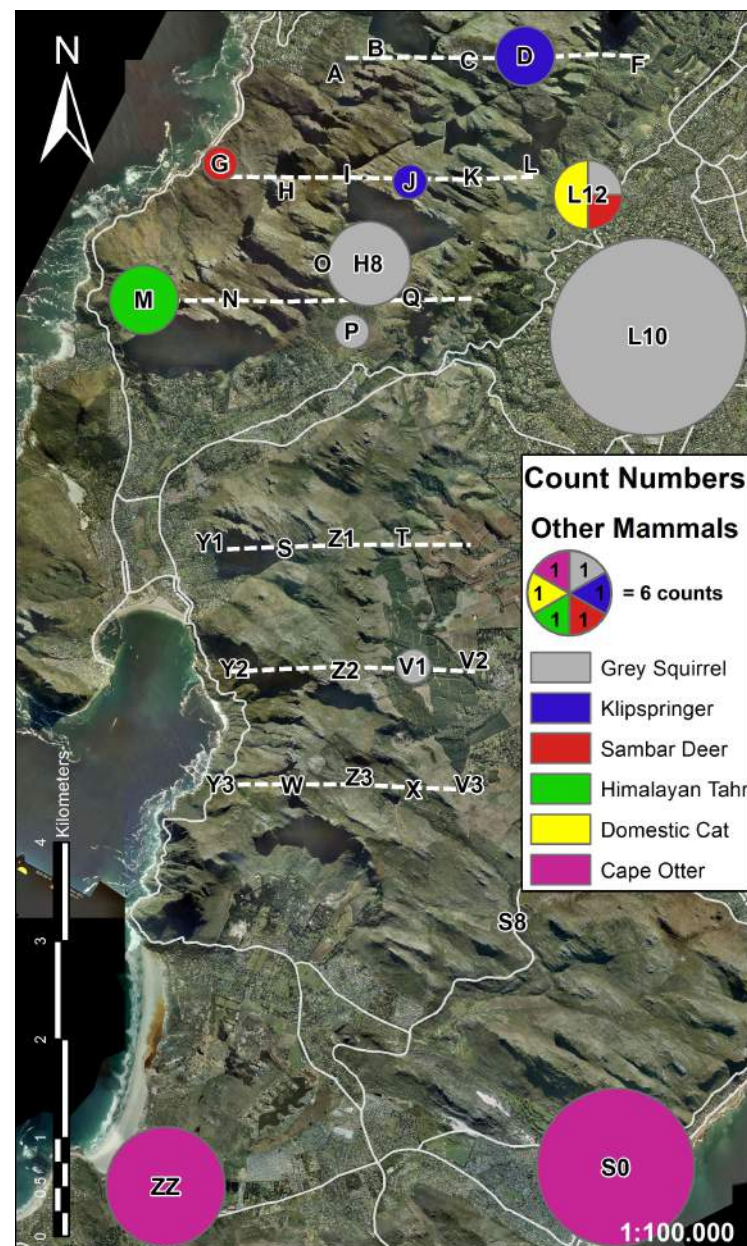 N
B
A
C
D
F
G
H
I
J
K
L
L12
O
H8
M
N
Q
P
L10
Count Numbers
Other Mammals
1
1
1
1
1
1
= 6 counts
Grey Squirrel
Klipspringer
Sambar Deer
Himalayan Tahr
Domestic Cat
Cape Otter
Y1
S
Z1
T
Y2
Z2
V1
V2
Y3
W
Z3
X
V3
S8
Kilometers
4
3
2
1
0,5
0
ZZ
S0
1:100.000